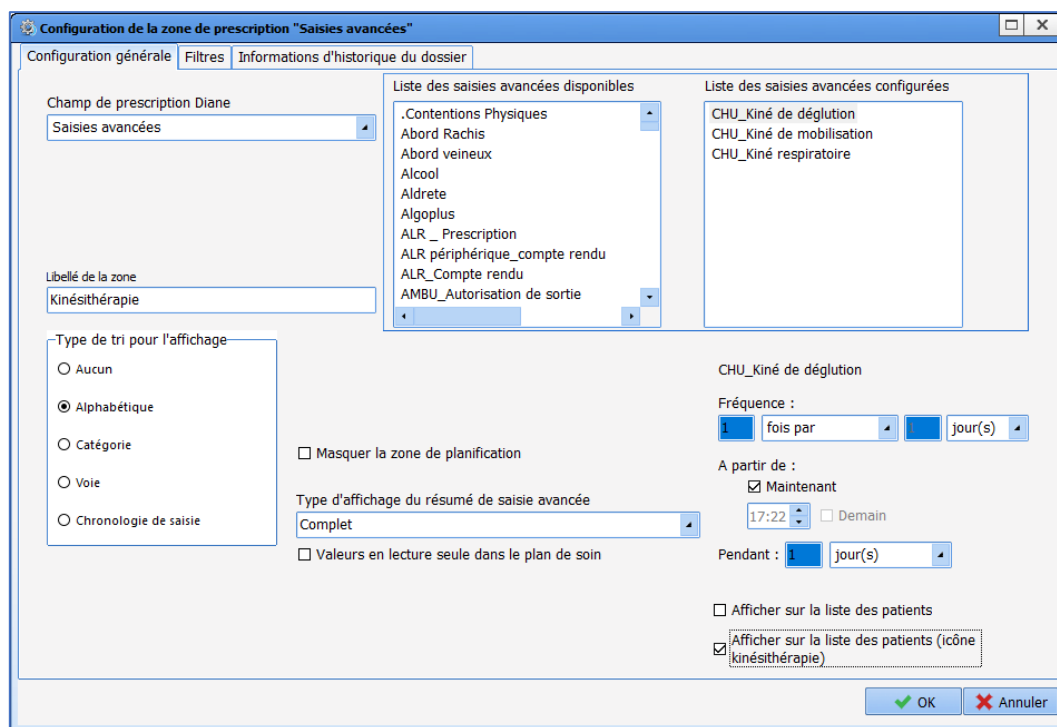 Configuration de la zone de prescription "Saisies avancées"
Configuration générale
Filtres
Informations d'historique du dossier
Champ de prescription Diane
Saisies avancées
Libellé de la zone
Kinésithérapie
Liste des saisies avancées disponibles
.Contentions Physiques
Abord Rachis
Abord veineux
Alcool
Aldrete
Algoplus
ALR _ Prescription
ALR périphérique_compte rendu
ALR_Compte rendu
AMBU_Autorisation de sortie
Liste des saisies avancées configurées
CHU_Kiné de déglution
CHU_Kiné de mobilisation
CHU_Kiné respiratoire
Type de tri pour l'affichage
Aucun
Alphabétique
Catégorie
Voie
Chronologie de saisie
Masquer la zone de planification
Type d'affichage du résumé de saisie avancée
Complet
Valeurs en lecture seule dans le plan de soin
CHU_Kiné de déglution
Fréquence :
1 fois par 1 jour(s)
A partir de :
Maintenant
17:22 Demain
Pendant : 1 jour(s)
Afficher sur la liste des patients
Afficher sur la liste des patients (icône
kinésithérapie)
OK
Annuler